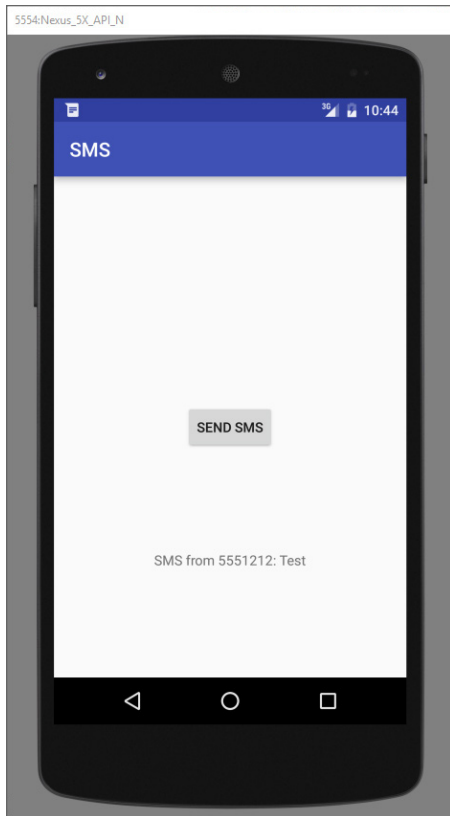 5554:Nexus_5X_API_N
3G 10:44
SMS
SEND SMS
SMS from 5551212: Test